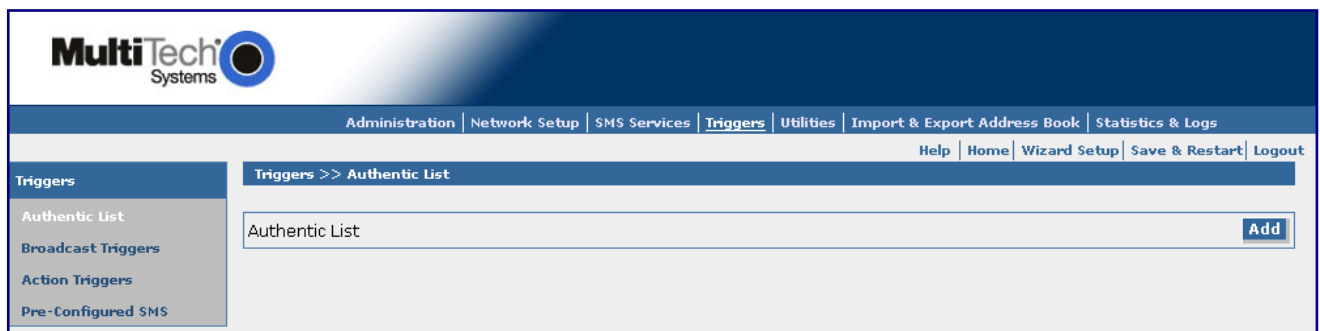 MultiTech
Systems
Administration | Network Setup | SMS Services | Triggers | Utilities | Import & Export Address Book | Statistics & Logs
Help | Home | Wizard Setup | Save & Restart | Logout
Triggers
Triggers >> Authentic List
Authentic List
Broadcast Triggers
Action Triggers
Pre-Configured SMS
Authentic List
Add